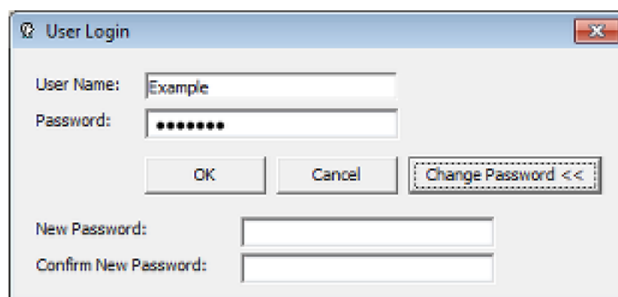 User Login
User Name: Example
Password: ●●●●●●●
OK Cancel Change Password <<
New Password:
Confirm New Password: